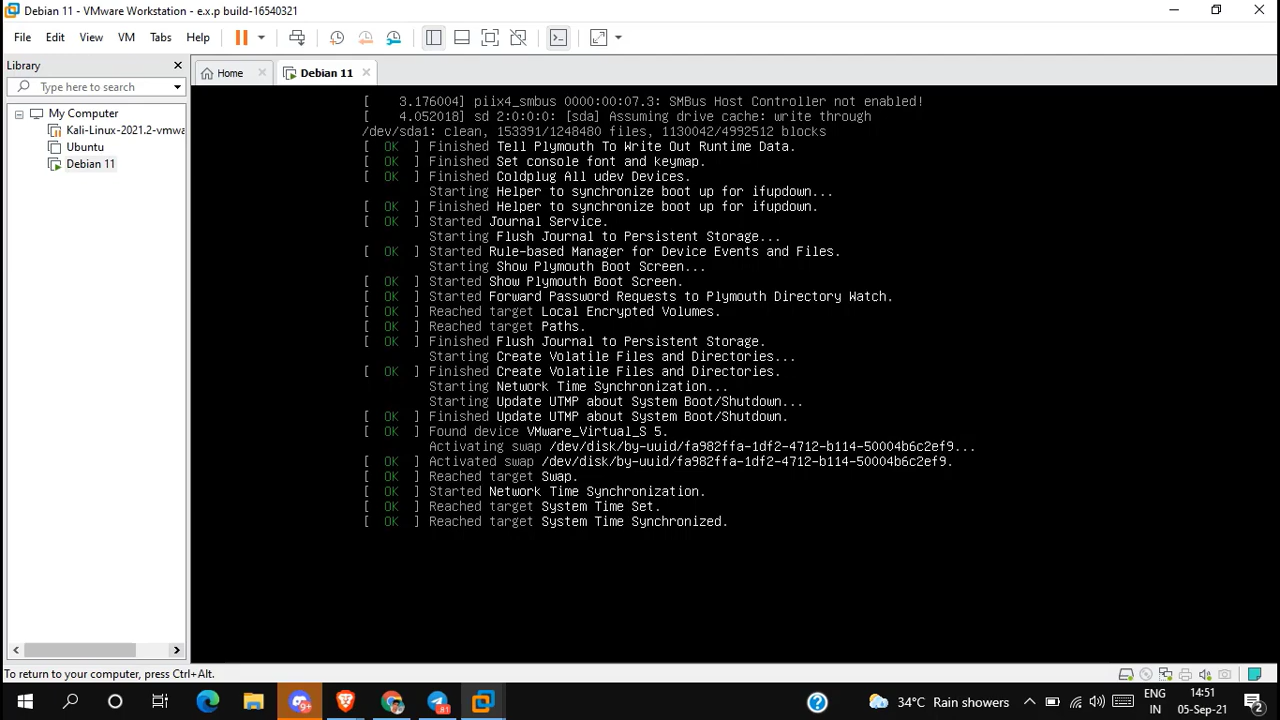 Debian 11 - VMware Workstation - e.x.p build-16540321
File Edit View VM Tabs Help
Library
Type here to search
My Computer
Kali-Linux-2021.2-vmwa
Ubuntu
Debian 11
Home
Debian 11
[ 3.176004] piix4_smbus 0000:00:07.3: SMBus Host Controller not enabled!
[ 4.052018] sd 2:0:0:0: [sda] Assuming drive cache: write through
/dev/sda1: clean, 153391/1248480 files, 1130042/4992512 blocks
[ OK ] Finished Tell Plymouth To Write Out Runtime Data.
[ OK ] Finished Set console font and keymap.
[ OK ] Finished Coldplug All udev Devices.
Starting Helper to synchronize boot up for ifupdown...
[ OK ] Finished Helper to synchronize boot up for ifupdown.
[ OK ] Started Journal Service.
Starting Flush Journal to Persistent Storage...
[ OK ] Started Rule-based Manager for Device Events and Files.
Starting Show Plymouth Boot Screen...
[ OK ] Started Show Plymouth Boot Screen.
[ OK ] Started Forward Password Requests to Plymouth Directory Watch.
[ OK ] Reached target Local Encrypted Volumes.
[ OK ] Reached target Paths.
[ OK ] Finished Flush Journal to Persistent Storage.
Starting Create Volatile Files and Directories...
[ OK ] Finished Create Volatile Files and Directories.
Starting Network Time Synchronization...
Starting Update UTMP about System Boot/Shutdown...
[ OK ] Finished Update UTMP about System Boot/Shutdown.
[ OK ] Found device VMware_Virtual_S 5.
Activating swap /dev/disk/by-uuid/fa982ffa-1df2-4712-b114-50004b6c2ef9...
[ OK ] Activated swap /dev/disk/by-uuid/fa982ffa-1df2-4712-b114-50004b6c2ef9.
[ OK ] Reached target Swap.
[ OK ] Started Network Time Synchronization.
[ OK ] Reached target System Time Set.
[ OK ] Reached target System Time Synchronized.
To return to your computer, press Ctrl+Alt.
9+
81
34°C Rain showers
ENG
IN
14:51
05-Sep-21
2